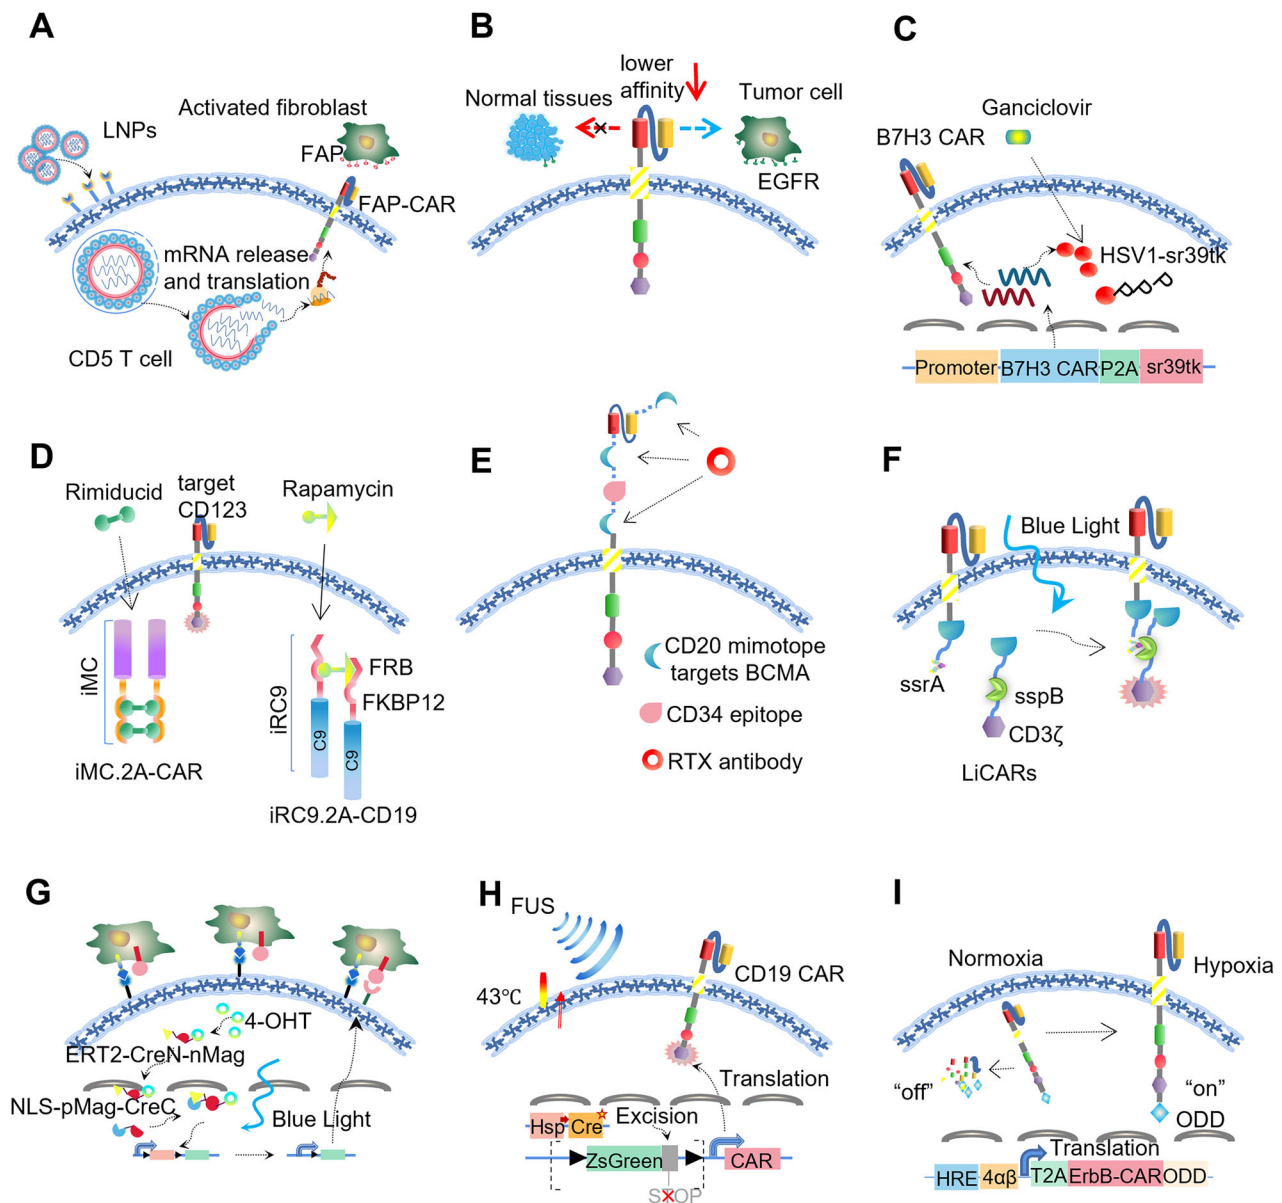 A
Activated fibroblast
LNPs
FAP
FAP-CAR
mRNA release
and translation
CD5 T cell
B
lower
affinity
Normal tissues
Tumor cell
EGFR
C
Ganciclovir
B7H3 CAR
HSV1-sr39tk
Promoter B7H3 CAR P2A sr39tk
D
Rimiducid
target
CD123
Rapamycin
iMC
iRC9
FRB
FKBP12
C9
C9
iMC.2A-CAR
iRC9.2A-CD19
E
CD20 mimotope
targets BCMA
CD34 epitope
RTX antibody
F
Blue Light
ssrA
sspB
CD3ζ
LiCARs
G
4-OHT
ERT2-CreN-nMag
NLS-pMag-CreC
Blue Light
H
FUS
43℃
CD19 CAR
Translation
Excision
Hsp Cre
ZsGreen
CAR
STOP
I
Normoxia
Hypoxia
“off”
“on”
ODD
Translation
HRE 4αβ T2A ErbB-CAR ODD